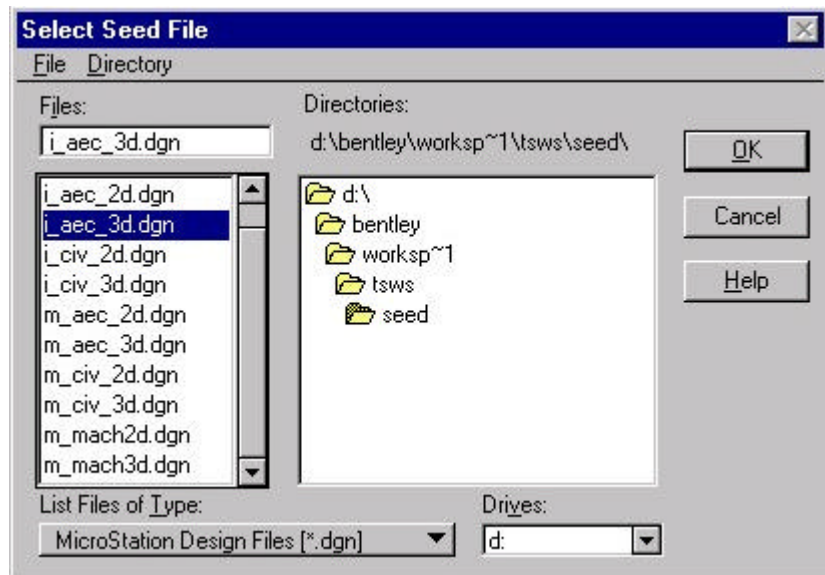 Select Seed File
File Directory
Files:
i_aec_3d.dgn
i_aec_2d.dgn
i_aec_3d.dgn
i_civ_2d.dgn
i_civ_3d.dgn
m_aec_2d.dgn
m_aec_3d.dgn
m_civ_2d.dgn
m_civ_3d.dgn
m_mach2d.dgn
m_mach3d.dgn
List Files of Type:
MicroStation Design Files [*.dgn]
Directories:
d:\bentley\worksp~1\tsws\seed\
d:\
bentley
worksp~1
tsws
seed
Drives:
d:
OK
Cancel
Help